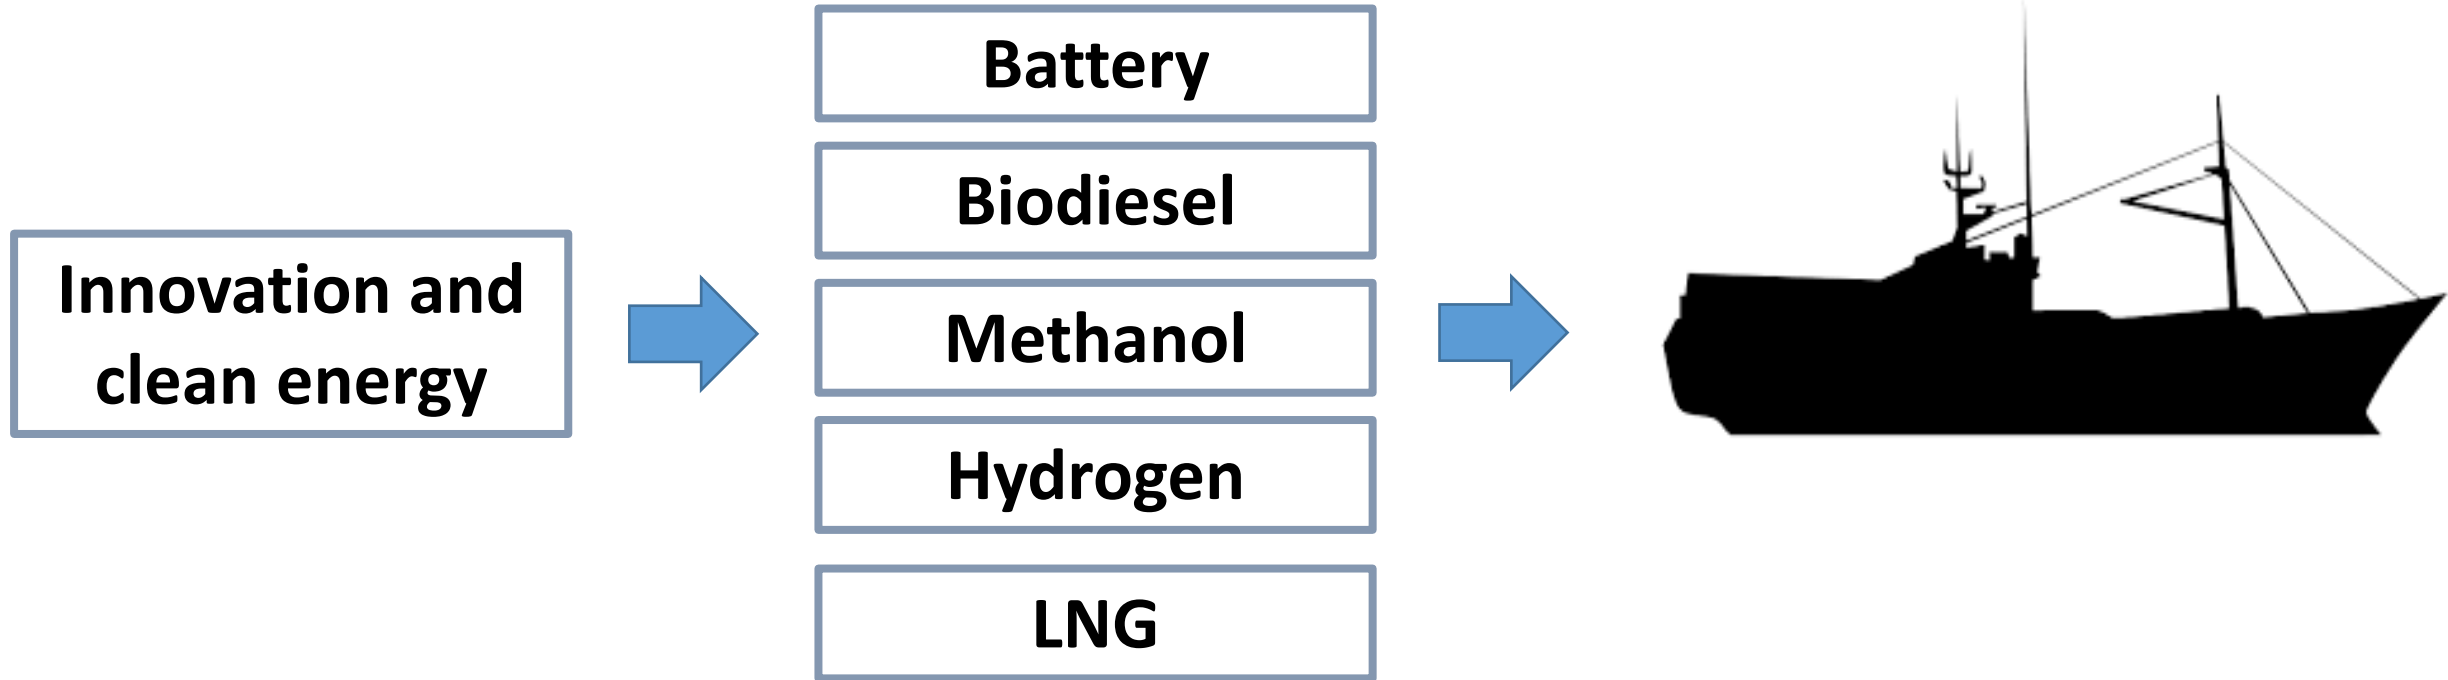 Battery
Biodiesel
Innovation and
clean energy
Methanol
Hydrogen
LNG